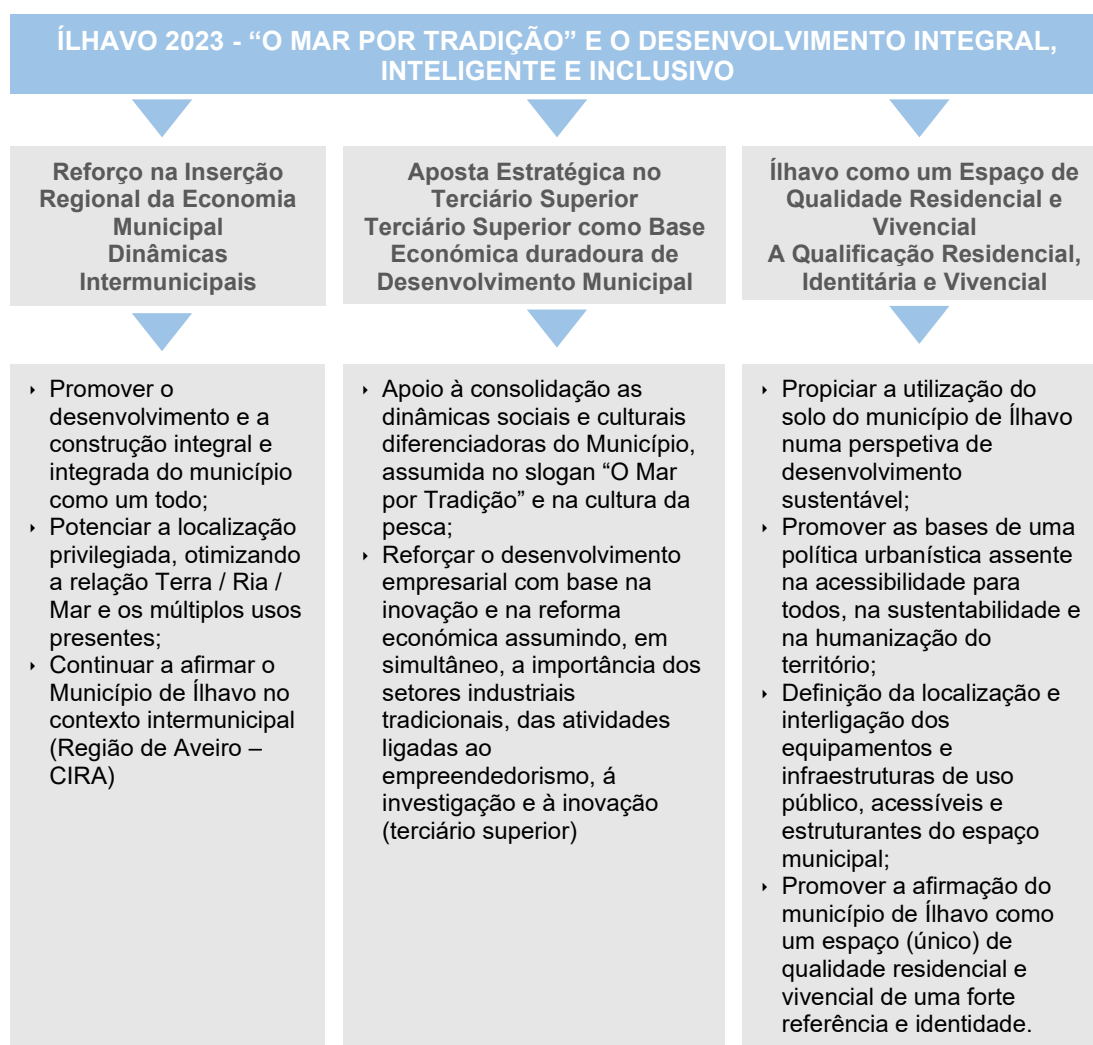 ÍLHAVO 2023 - “O MAR POR TRADIÇÃO” E O DESENVOLVIMENTO INTEGRAL,
INTELIGENTE E INCLUSIVO
Reforço na Inserção
Regional da Economia
Municipal
Dinâmicas
Intermunicipais
Aposta Estratégica no
Terciário Superior
Terciário Superior como Base
Económica duradoura de
Desenvolvimento Municipal
Ílhavo como um Espaço de
Qualidade Residencial e
Vivencial
A Qualificação Residencial,
Identitária e Vivencial
‣ Promover o
desenvolvimento e a
construção integral e
integrada do município
como um todo;
‣ Potenciar a localização
privilegiada, otimizando
a relação Terra / Ria /
Mar e os múltiplos usos
presentes;
‣ Continuar a afirmar o
Município de Ílhavo no
contexto intermunicipal
(Região de Aveiro –
CIRA)
‣ Apoio à consolidação as
dinâmicas sociais e culturais
diferenciadoras do Município,
assumida no slogan “O Mar
por Tradição” e na cultura da
pesca;
‣ Reforçar o desenvolvimento
empresarial com base na
inovação e na reforma
económica assumindo, em
simultâneo, a importância dos
setores industriais
tradicionais, das atividades
ligadas ao
empreendedorismo, á
investigação e à inovação
(terciário superior)
‣ Propiciar a utilização do
solo do município de Ílhavo
numa perspetiva de
desenvolvimento
sustentável;
‣ Promover as bases de uma
política urbanística assente
na acessibilidade para
todos, na sustentabilidade e
na humanização do
território;
‣ Definição da localização e
interligação dos
equipamentos e
infraestruturas de uso
público, acessíveis e
estruturantes do espaço
municipal;
‣ Promover a afirmação do
município de Ílhavo como
um espaço (único) de
qualidade residencial e
vivencial de uma forte
referência e identidade.